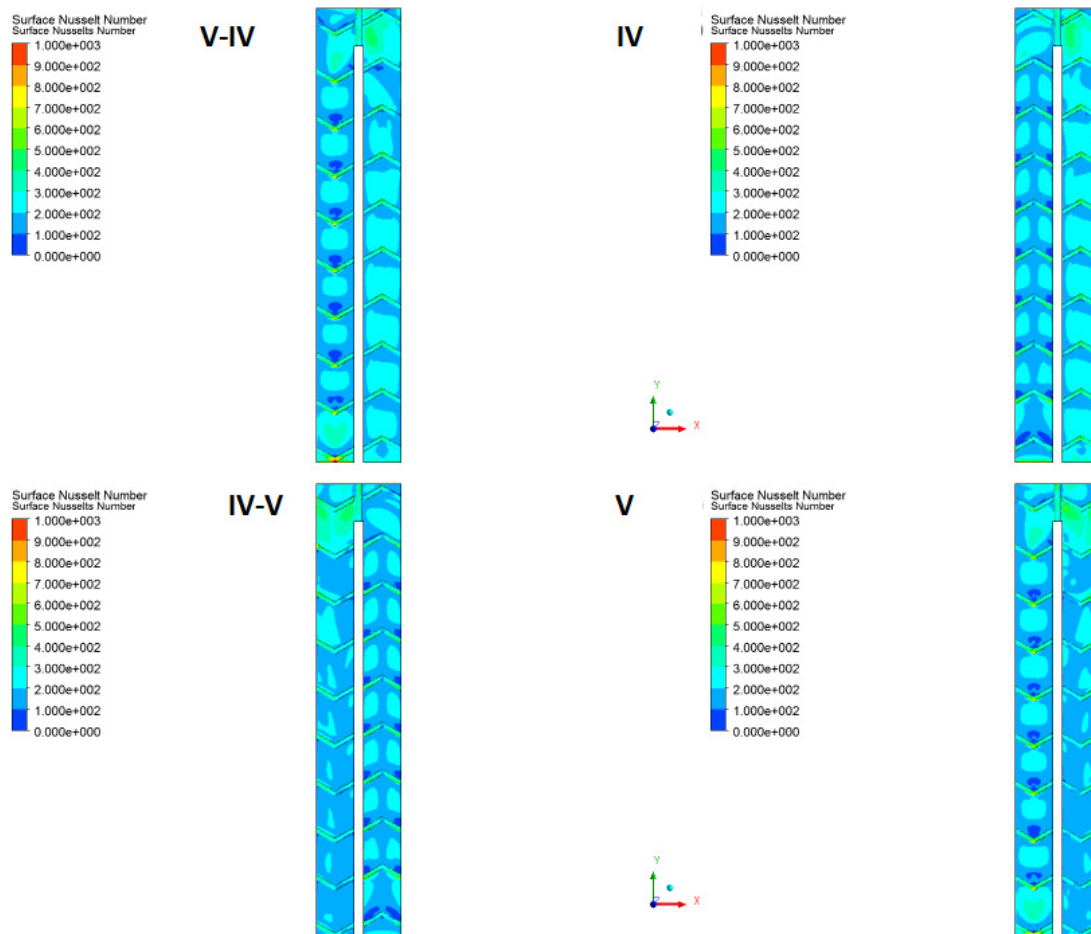 Surface Nusselt Number
Surface Nusselts Number
1.000e+003
9.000e+002
8.000e+002
7.000e+002
6.000e+002
5.000e+002
4.000e+002
3.000e+002
2.000e+002
1.000e+002
0.000e+000
V-IV
IV
Surface Nusselt Number
Surface Nusselts Number
1.000e+003
9.000e+002
8.000e+002
7.000e+002
6.000e+002
5.000e+002
4.000e+002
3.000e+002
2.000e+002
1.000e+002
0.000e+000
Y
X
Z
Surface Nusselt Number
Surface Nusselts Number
1.000e+003
9.000e+002
8.000e+002
7.000e+002
6.000e+002
5.000e+002
4.000e+002
3.000e+002
2.000e+002
1.000e+002
0.000e+000
IV-V
V
Surface Nusselt Number
Surface Nusselts Number
1.000e+003
9.000e+002
8.000e+002
7.000e+002
6.000e+002
5.000e+002
4.000e+002
3.000e+002
2.000e+002
1.000e+002
0.000e+000
Y
X
Z